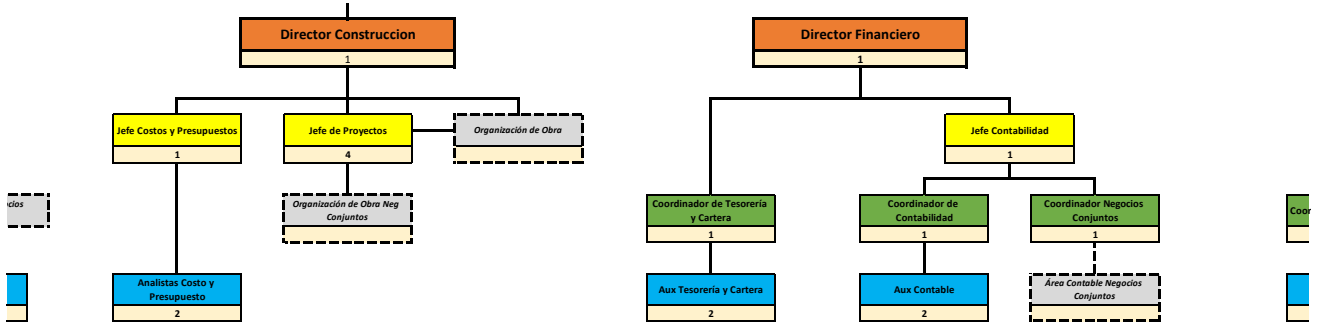 Director Construccion
1
Director Financiero
1
Jefe Costos y Presupuestos
1
Jefe de Proyectos
4
Organización de Obra
Jefe Contabilidad
1
Organización de Obra Neg
Conjuntos
Coordinador de Tesorería
y Cartera
1
Coordinador de
Contabilidad
1
Coordinador Negocios
Conjuntos
1
Analistas Costo y
Presupuesto
2
Aux Tesorería y Cartera
2
Aux Contable
2
Área Contable Negocios
Conjuntos